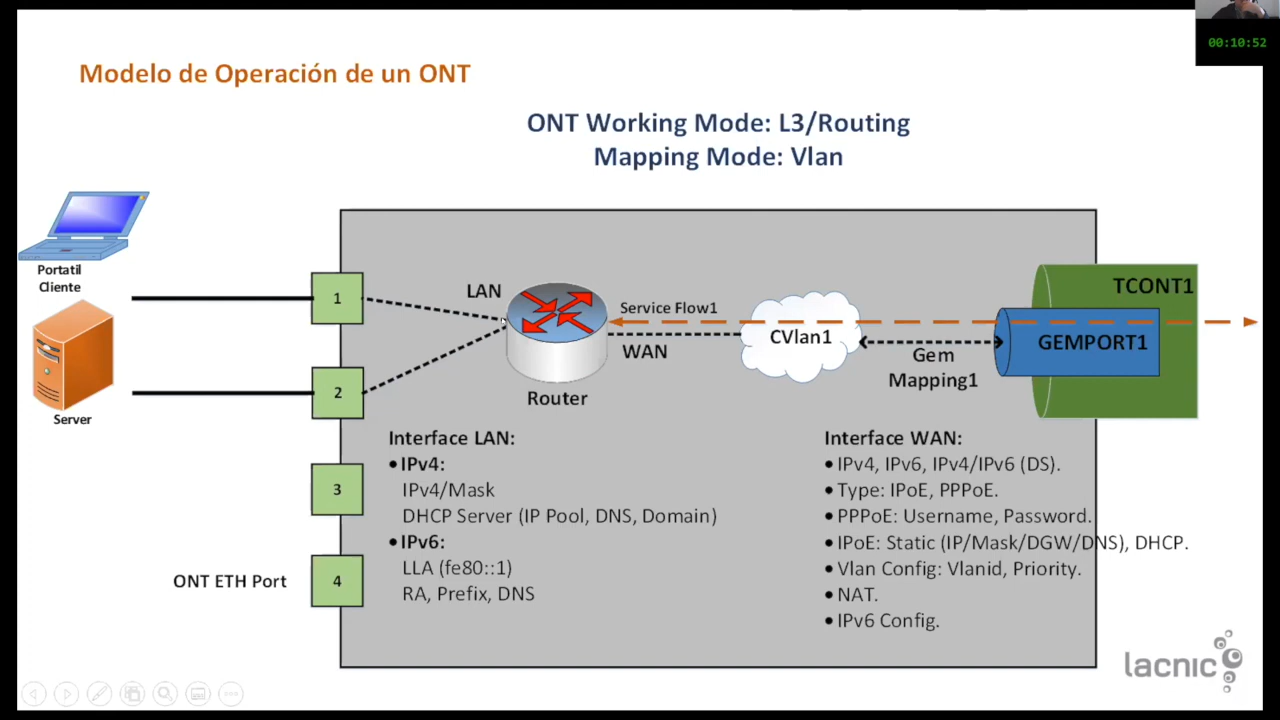 00:10:52
Modelo de Operación de un ONT
ONT Working Mode: L3/Routing
Mapping Mode: Vlan
Portatil
Cliente
Server
1
2
3
4
ONT ETH Port
LAN
Router
Service Flow1
WAN
CVlan1
Gem
Mapping1
TCONT1
GEMPORT1
Interface LAN:
•IPv4:
IPv4/Mask
DHCP Server (IP Pool, DNS, Domain)
•IPv6:
LLA (fe80::1)
RA, Prefix, DNS
Interface WAN:
•IPv4, IPv6, IPv4/IPv6 (DS).
•Type: IPoE, PPPoE.
•PPPoE: Username, Password.
•IPoE: Static (IP/Mask/DGW/DNS), DHCP.
•Vlan Config: Vlanid, Priority.
•NAT.
•IPv6 Config.
lacnic